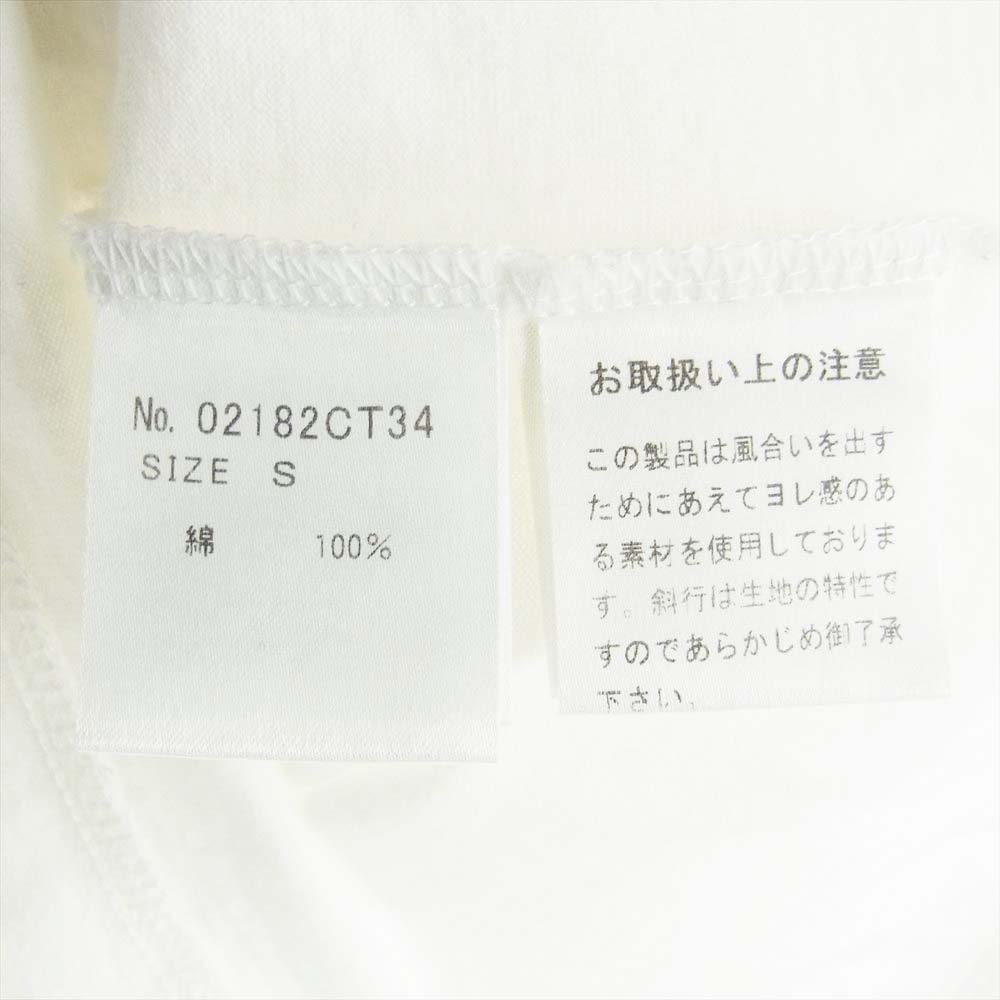 No. 02182CT34
SIZE S
綿 100%
お取扱い上の注意
この製品は風合いを出す
ためにあえてヨレ感のあ
る素材を使用しておりま
す。斜行は生地の特性で
すのであらかじめ御了承
下さい。